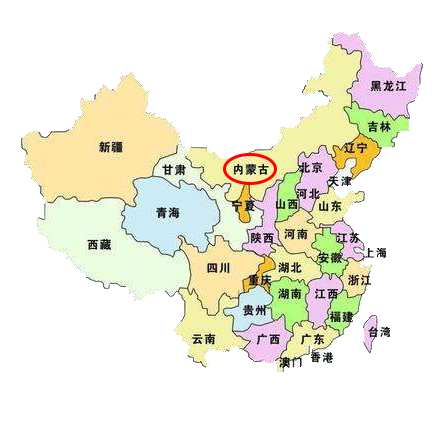 黑龙江
吉林
辽宁
新疆
甘肃
内蒙古
北京
天津
河北
山西
宁夏
山东
青海
陕西
河南
江苏
西藏
上海
安徽
四川
湖北
重庆
浙江
湖南
江西
贵州
福建
云南
广西
广东
台湾
香港
澳门